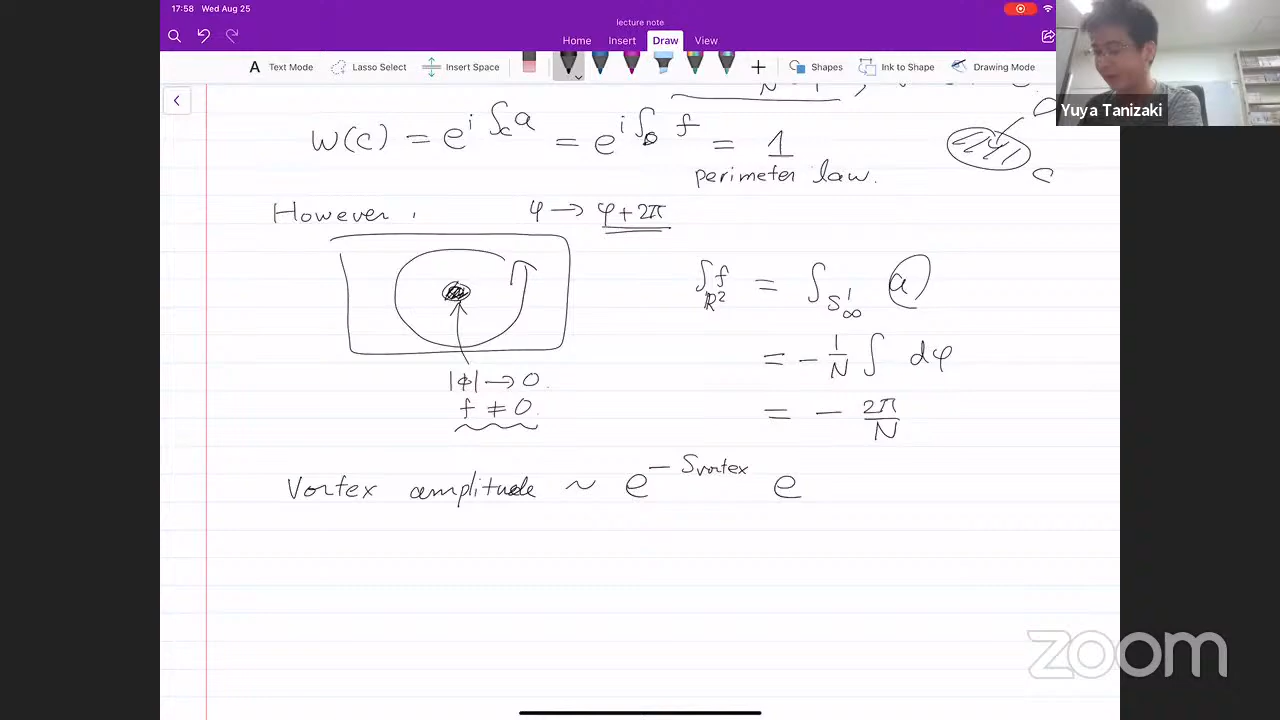 17:58 Wed Aug 25
lecture note
Home Insert Draw View
Text Mode Lasso Select Insert Space Shapes Ink to Shape Drawing Mode
Yuya Tanizaki
W(C) = e^{i∫_C a} = e^{i∫_D f} = 1
perimeter law.
C
However, φ → φ+2π
∫_{R²} f = ∫_{S¹_∞} a
= -1/N ∫ dφ
|ϕ| → 0.
f ≠ 0.
= - 2π/N
Vortex amplitude ~ e^{-S_vortex} e
zoom